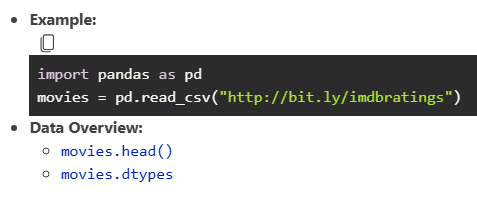 Example:
import pandas as pd
movies = pd.read_csv("http://bit.ly/imdbratings")
Data Overview:
movies.head()
movies.dtypes